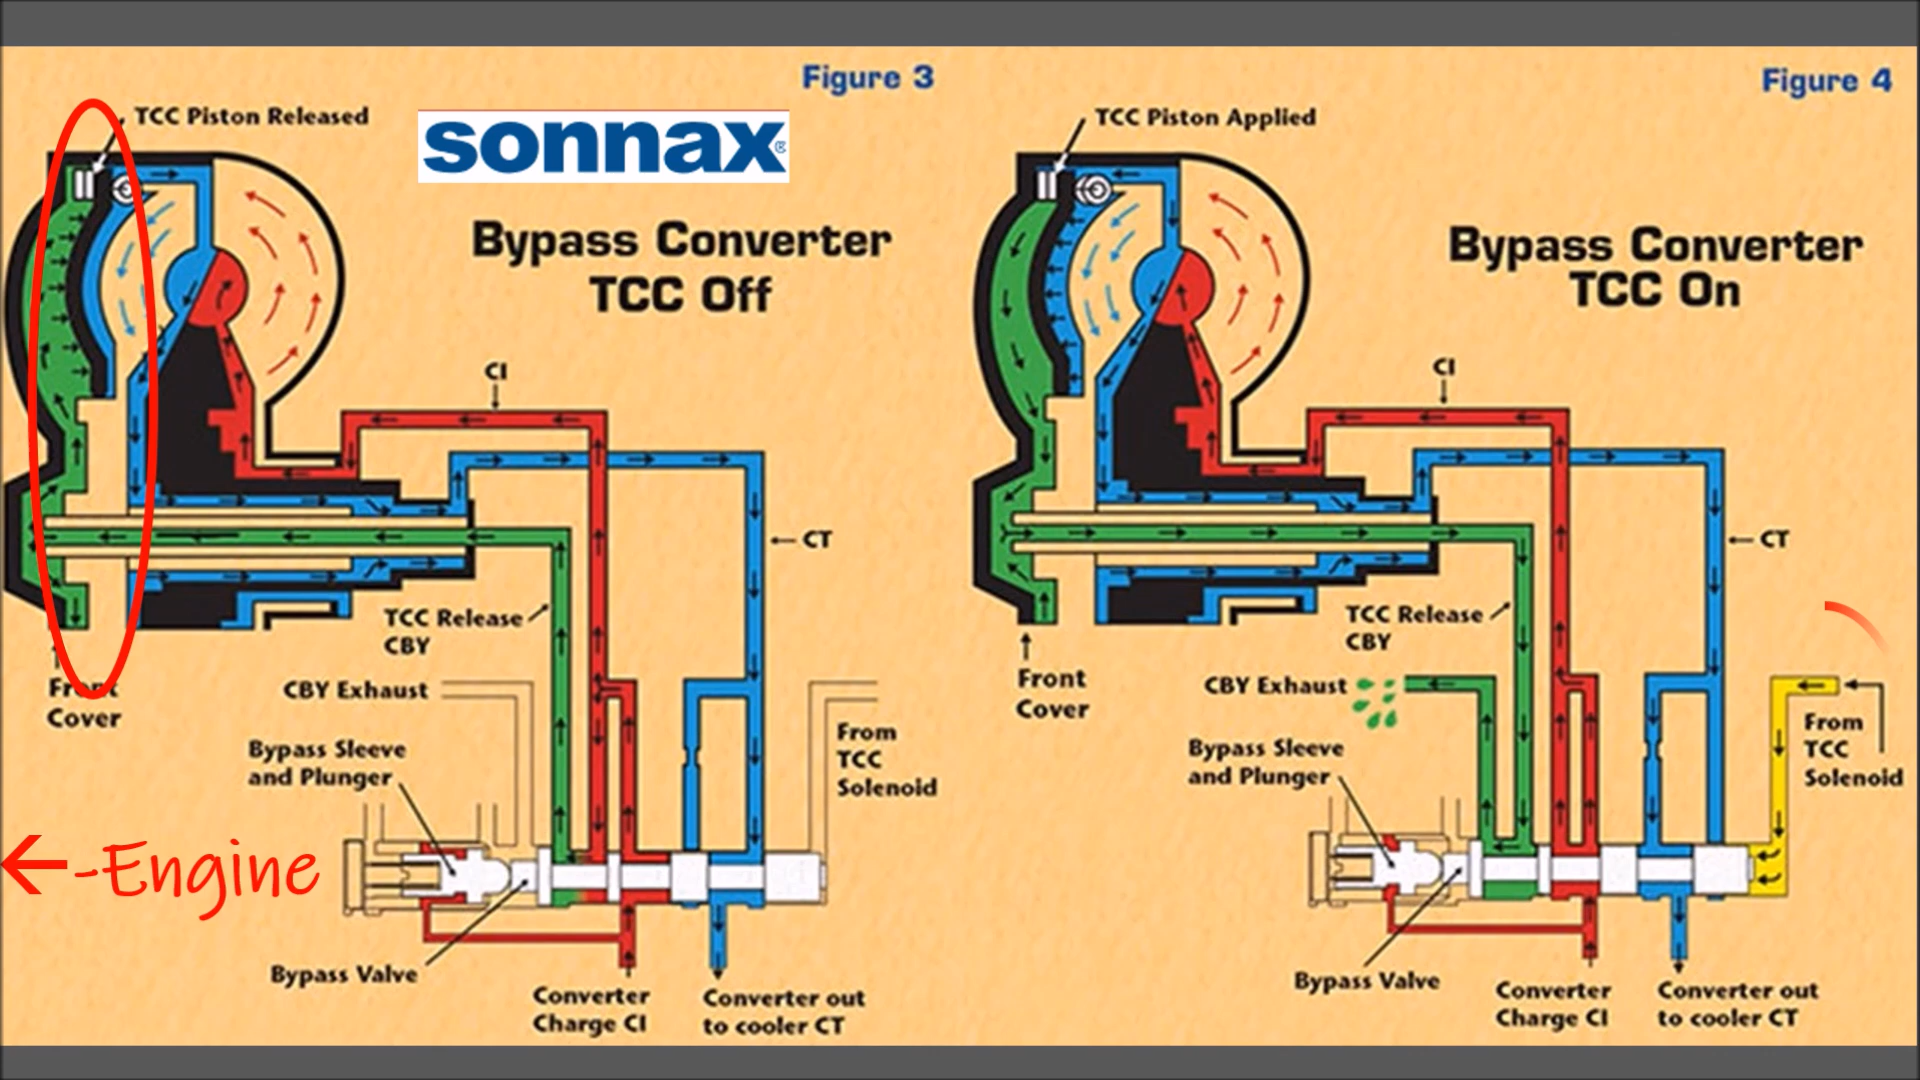 Figure 3
TCC Piston Released
sonnax
Bypass Converter
TCC Off
CI
CT
TCC Release
CBY
Front
Cover
CBY Exhaust
From
TCC
Solenoid
Bypass Sleeve
and Plunger
←-Engine
Bypass Valve
Converter
Charge CI
Converter out
to cooler CT
Figure 4
TCC Piston Applied
Bypass Converter
TCC On
CI
CT
TCC Release
CBY
Front
Cover
CBY Exhaust
From
TCC
Solenoid
Bypass Sleeve
and Plunger
Bypass Valve
Converter
Charge CI
Converter out
to cooler CT